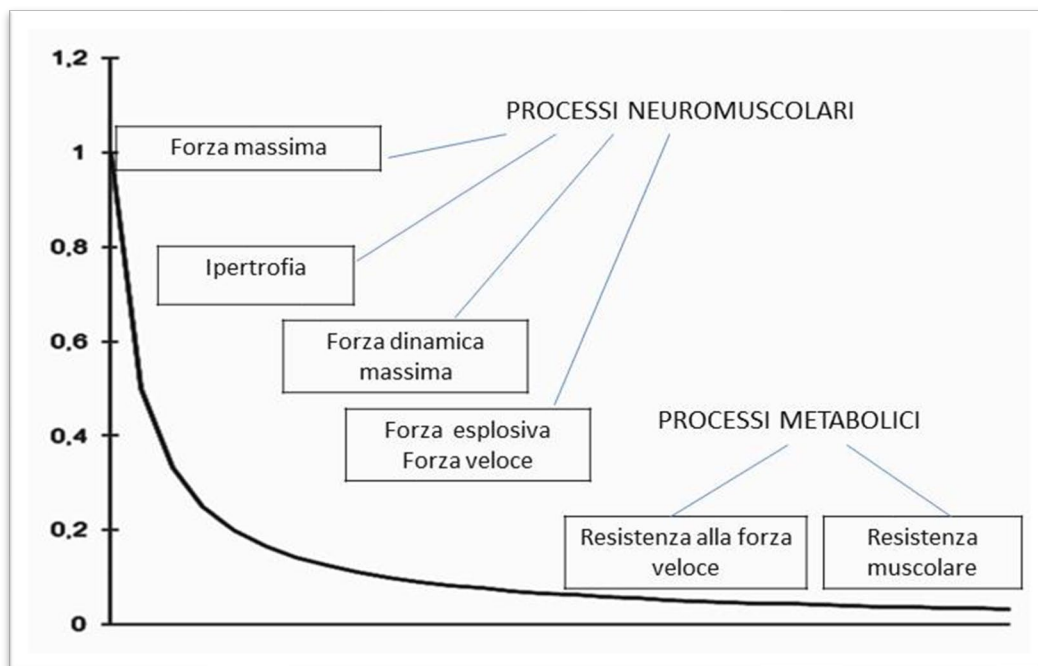 1,2
PROCESSI NEUROMUSCOLARI
Forza massima
1
0,8
Ipertrofia
0,6
Forza dinamica
massima
0,4
Forza esplosiva
Forza veloce
PROCESSI METABOLICI
0,2
Resistenza alla forza
veloce
Resistenza
muscolare
0